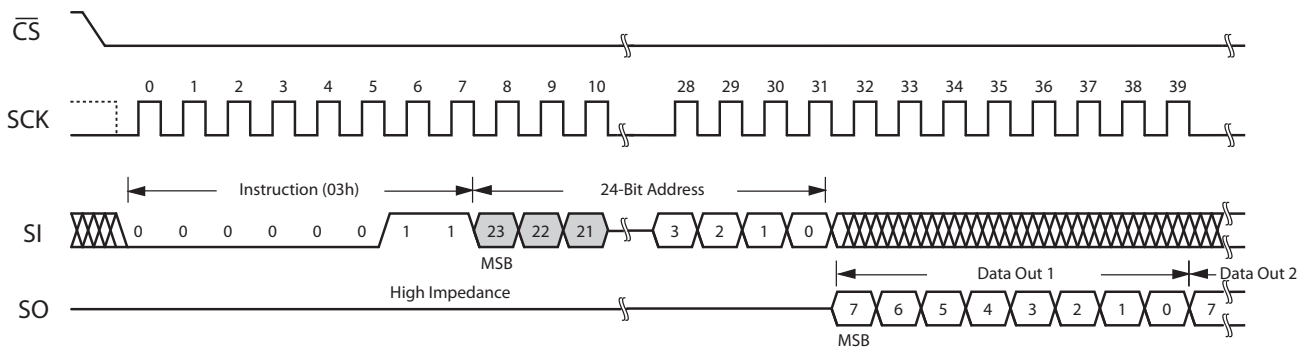 C̅S̅
0 1 2 3 4 5 6 7 8 9 10 28 29 30 31 32 33 34 35 36 37 38 39
SCK
Instruction (03h) 24-Bit Address
SI 0 0 0 0 0 0 1 1 23 22 21 3 2 1 0
MSB
Data Out 1 Data Out 2
High Impedance
SO 7 6 5 4 3 2 1 0 7
MSB